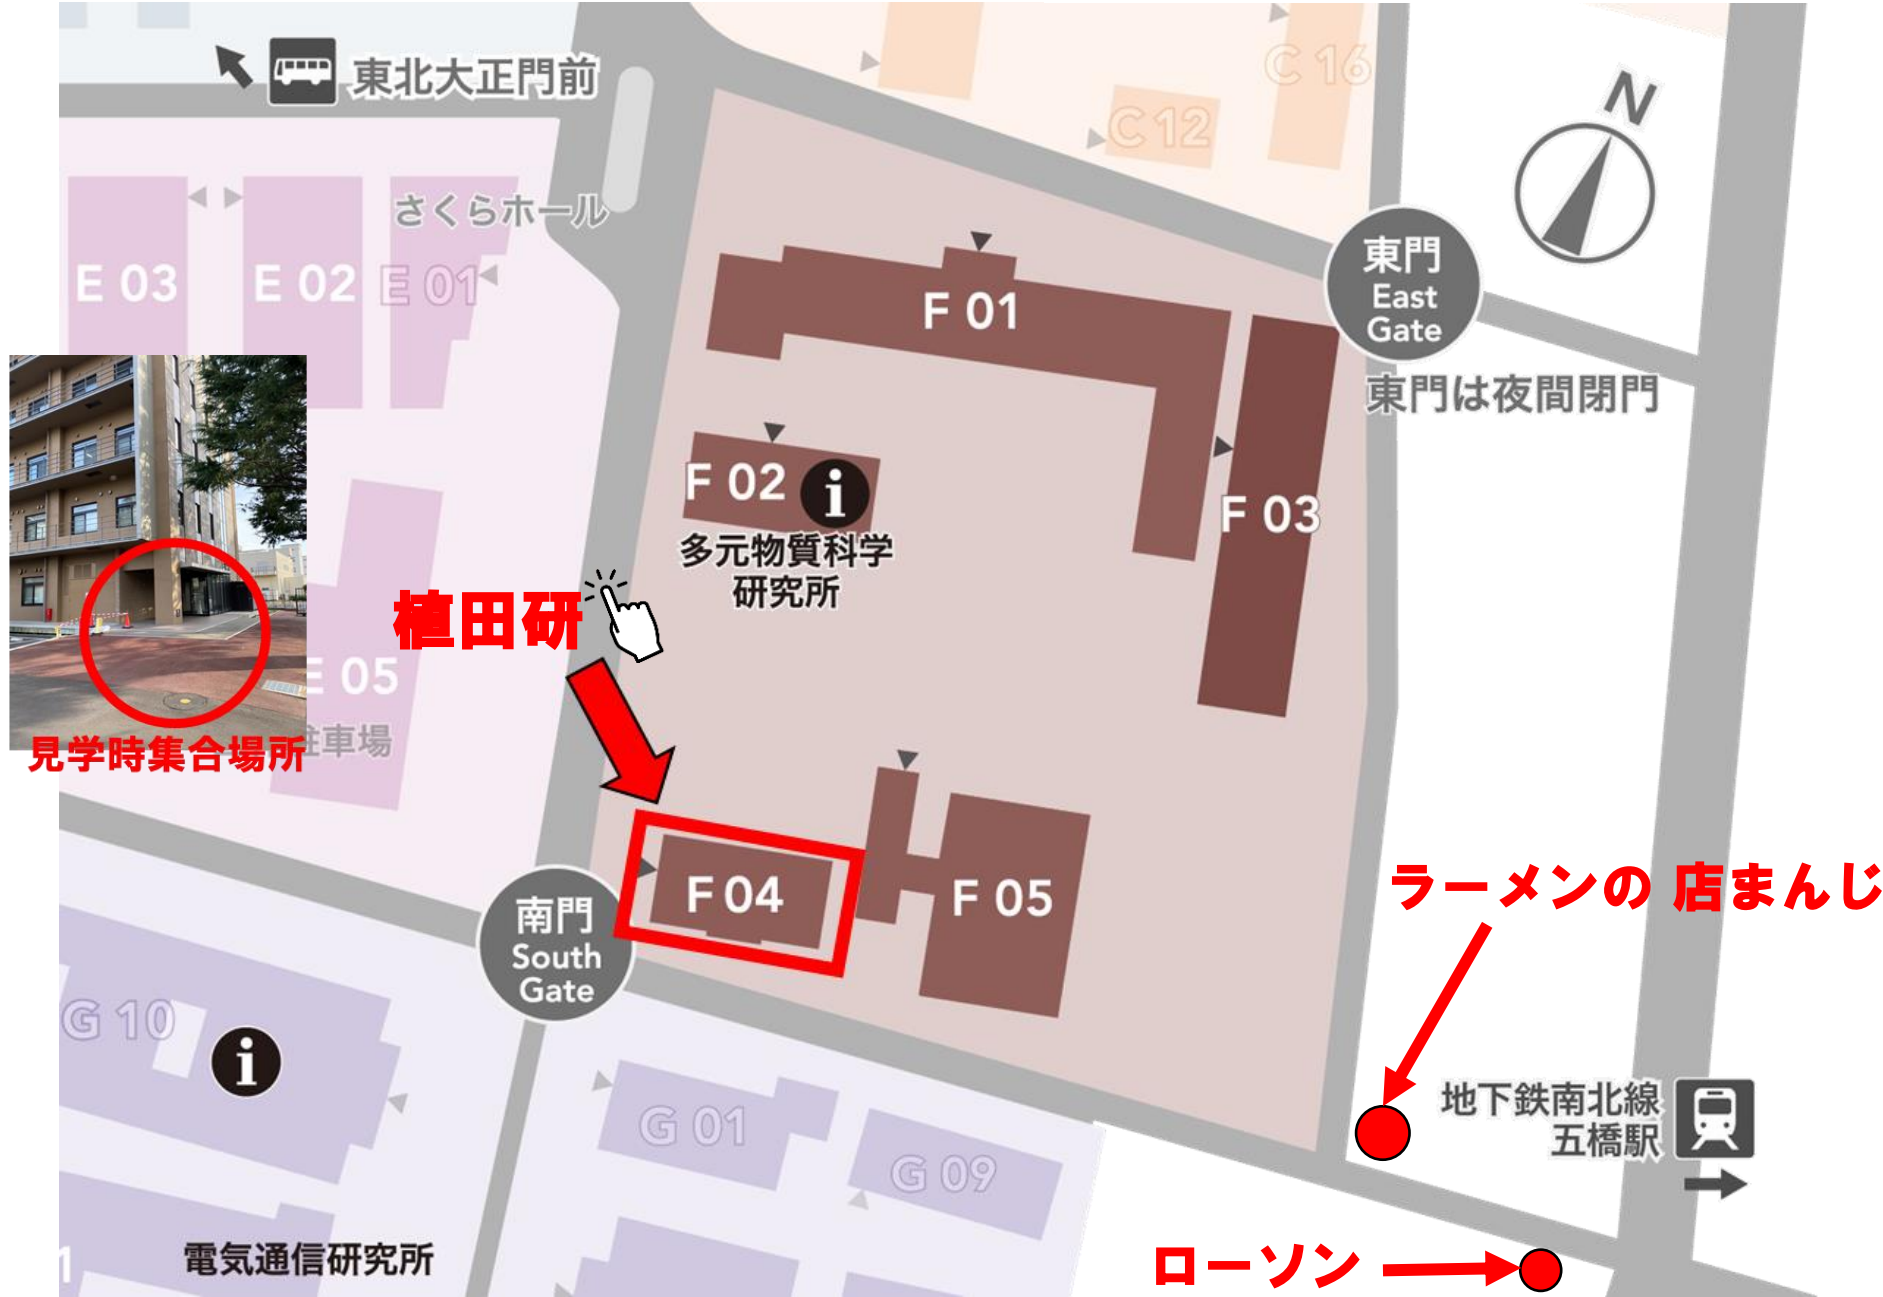 東北大正門前
C 16
N
C 12
さくらホール
E 03
E 02
E 01
F 01
東門
East
Gate
東門は夜間閉門
F 02
i
多元物質科学
研究所
F 03
植田研
E 05
駐車場
見学時集合場所
F 04
F 05
南門
South
Gate
ラーメンの 店まんじ
G 10
i
G 01
G 09
地下鉄南北線
五橋駅
電気通信研究所
ローソン